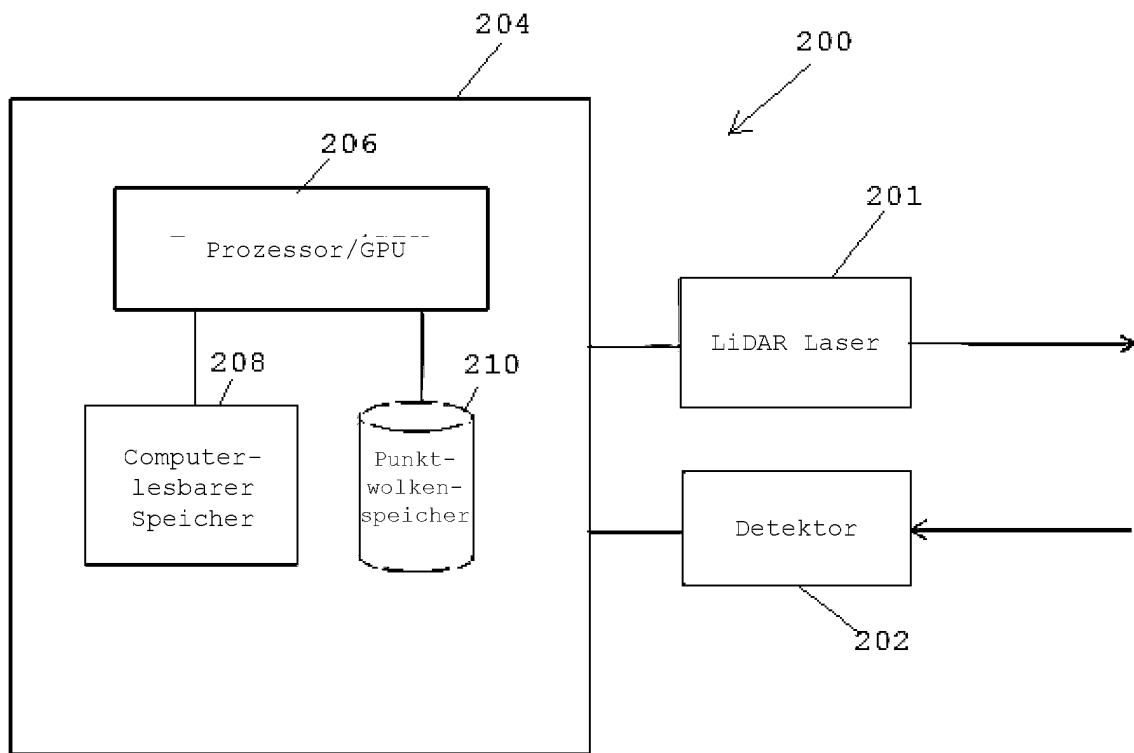 204
200
206
Prozessor/GPU
201
LiDAR Laser
208
210
Computer-
lesbarer
Speicher
Punkt-
wolken-
speicher
Detektor
202